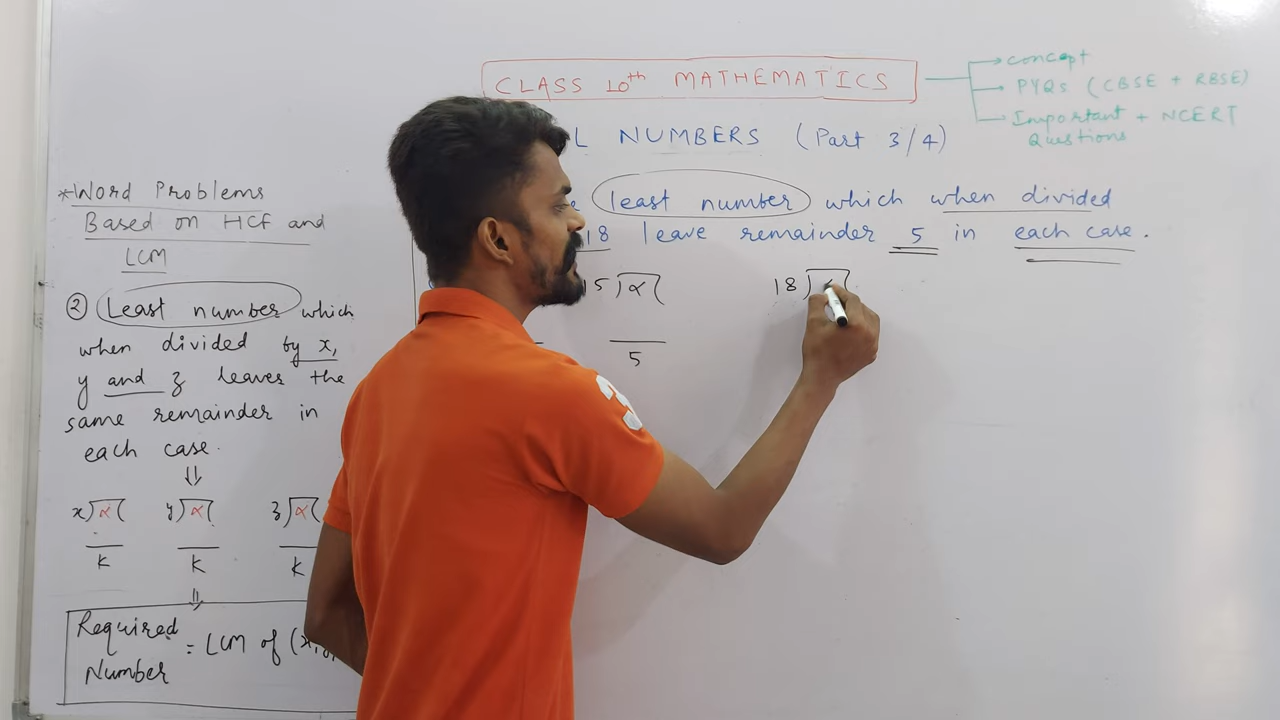 CLASS 10th MATHEMATICS
→ concept
→ PYQs (CBSE + RBSE)
→ Important + NCERT
Qustions
L NUMBERS (Part 3/4)
*Word Problems
Based on HCF and
LCM
② Least number which
when divided by x,
y and z leaves the
same remainder in
each case.
⇓
x)α( y)α( z)α(
K K K
⇓
Required
Number
= LCM of (x,y,
least number which when divided
18 leave remainder 5 in each case.
15)α( 18)
5
3